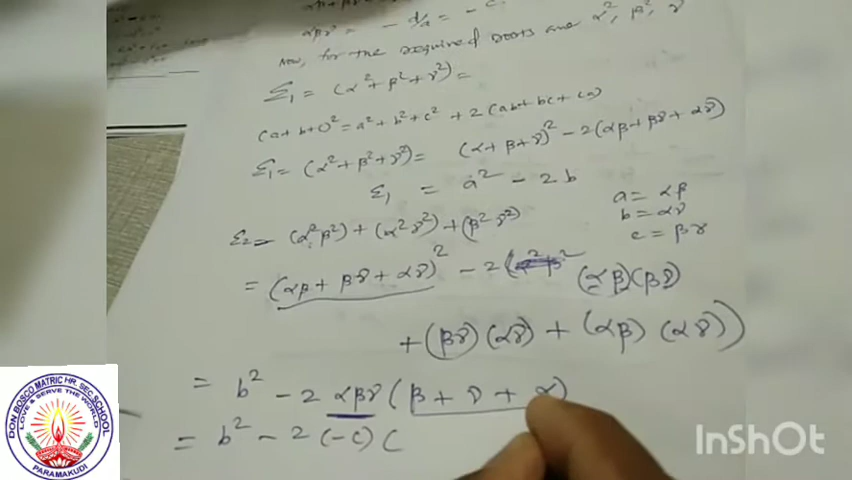 αβγ = - d/a = - c.
Now, for the required roots are α², β², γ
Σ₁ = (α² + β² + γ²) =
(a + b + c)² = a² + b² + c² + 2 (ab + bc + ca)
Σ₁ = (α² + β² + γ²) = (α + β + γ)² - 2 (αβ + βγ + αγ)
Σ₁ = a² - 2b
a = αβ
b = αγ
c = βγ
Σ₂ = (α²β²) + (α²γ²) + (β²γ²)
= (αβ + βγ + αγ)² - 2 ( (αβ)(βγ)
+ (βγ)(αγ) + (αβ)(αγ))
= b² - 2 αβγ (β + γ + α)
= b² - 2 (-c) (
DON BOSCO MATRIC HR. SEC. SCHOOL
LOVE & LABOUR
PARAMAKUDI
InShOt